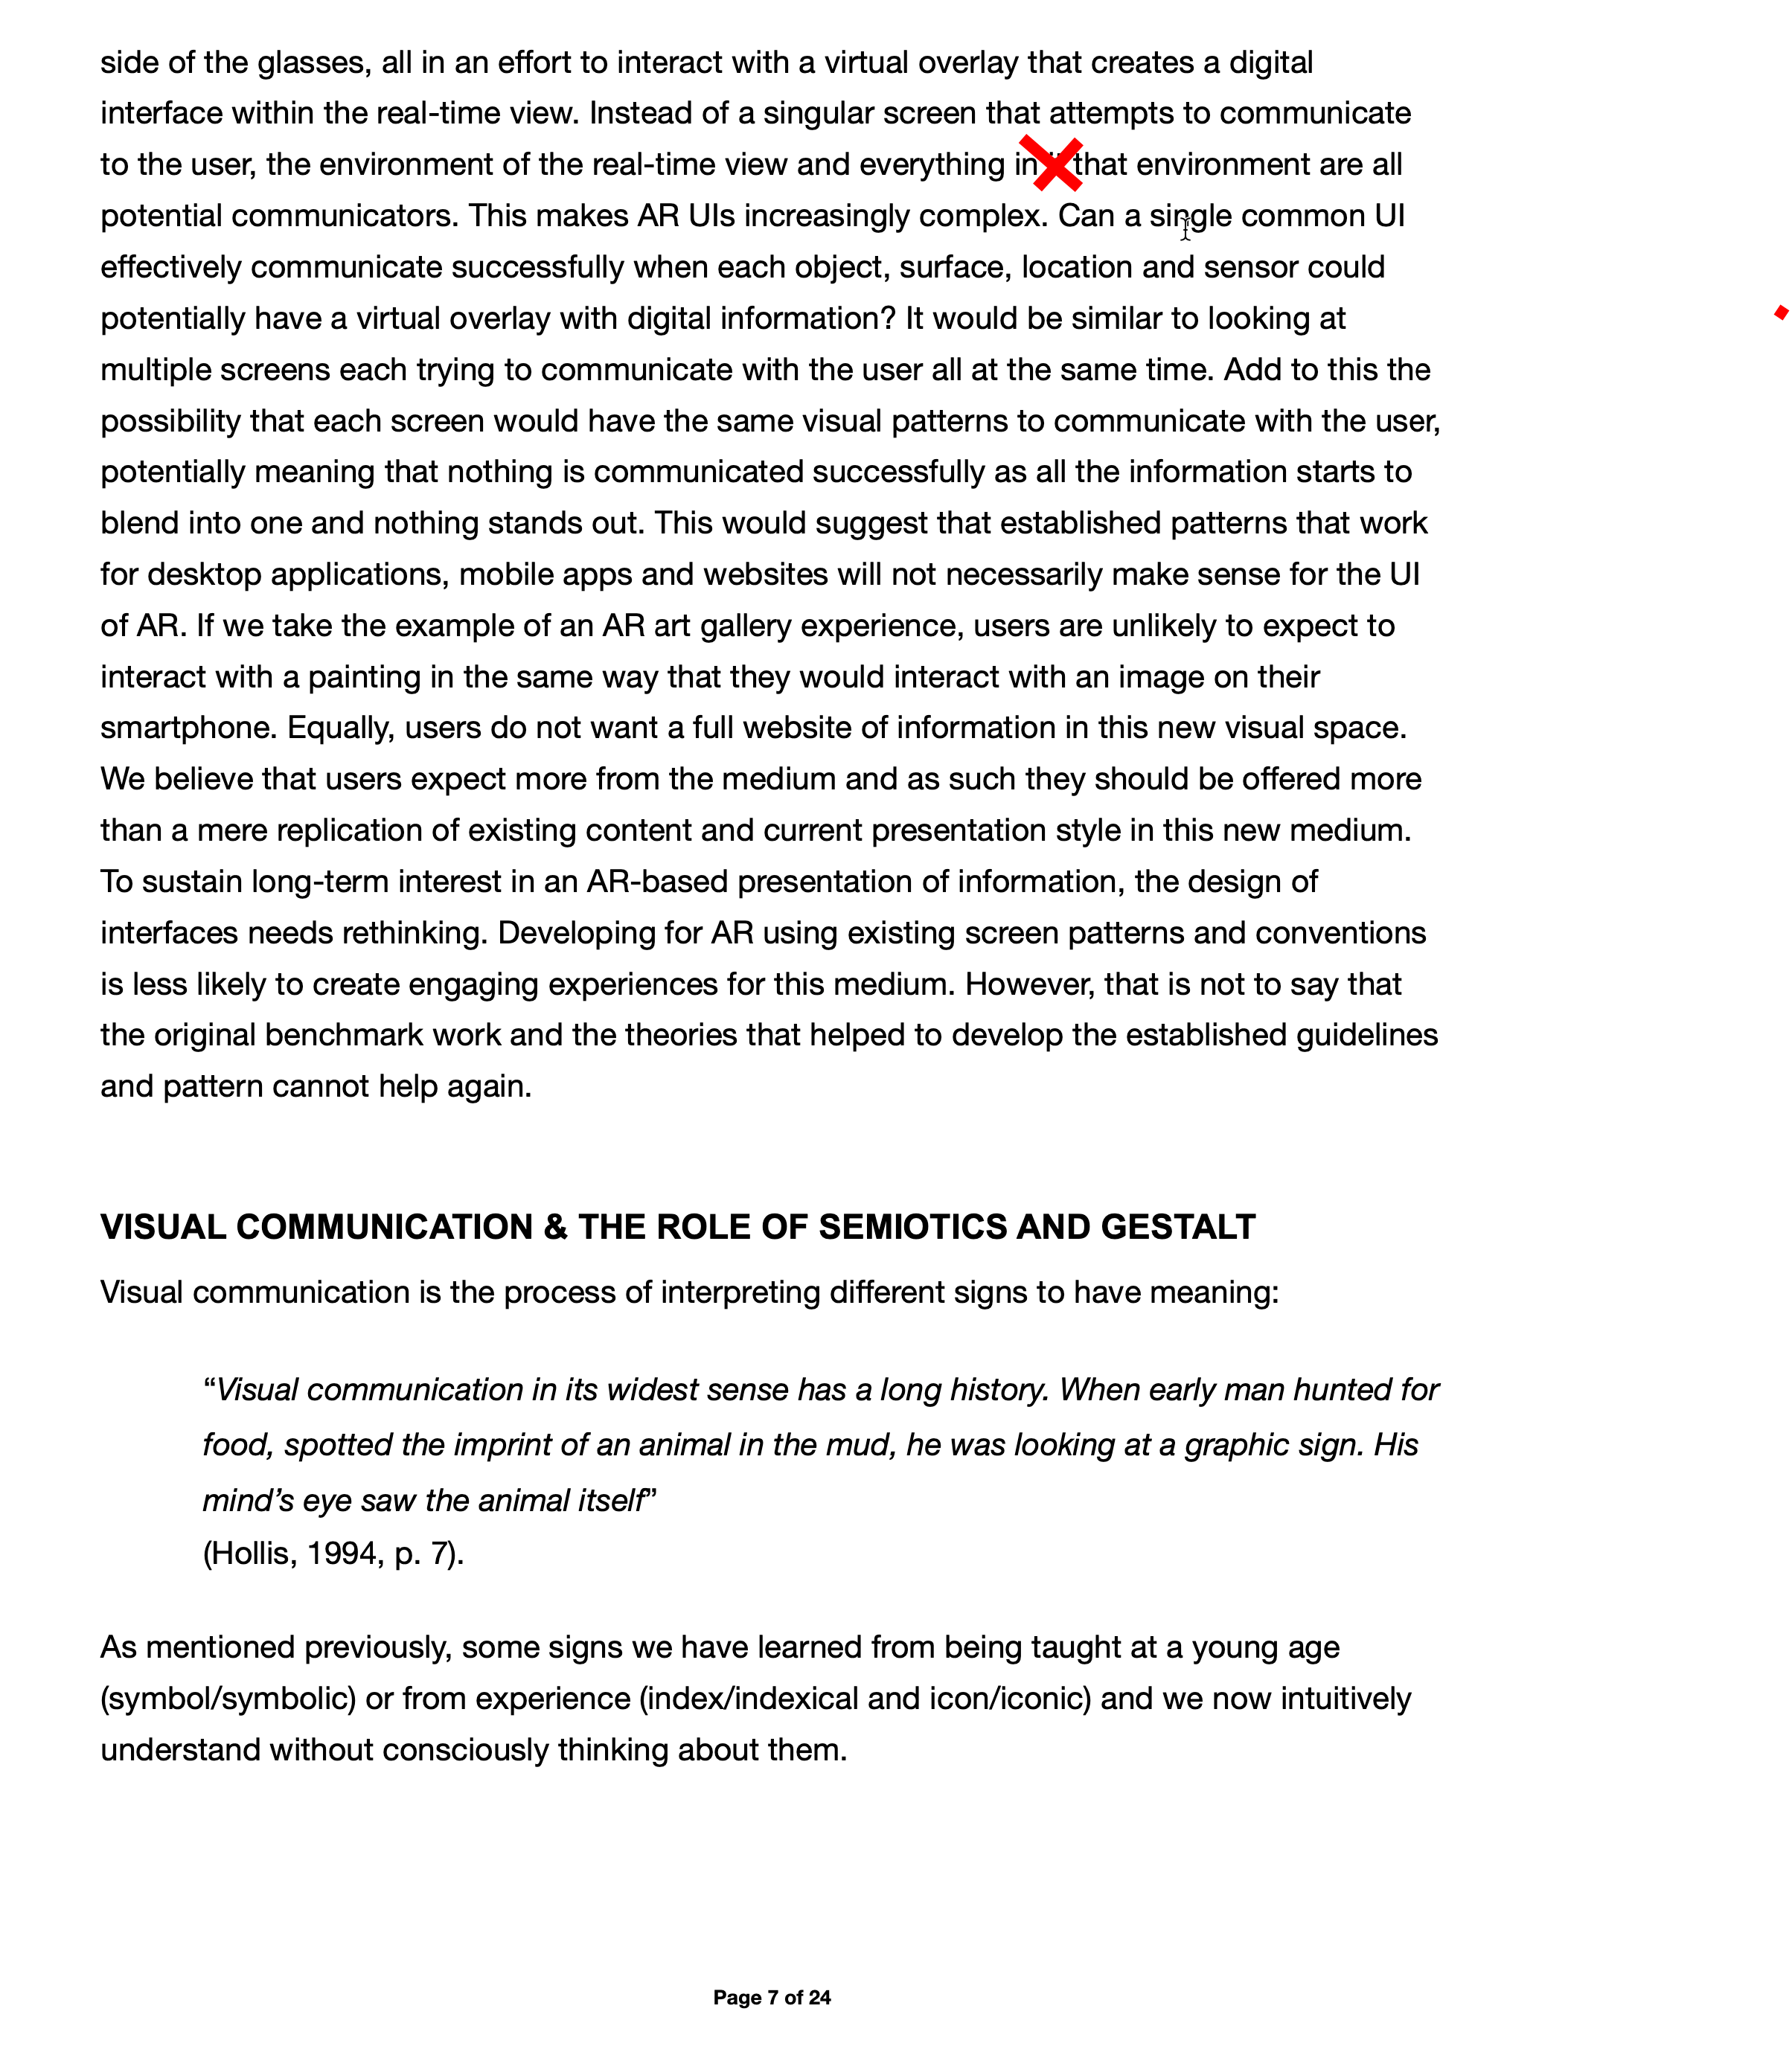 side of the glasses, all in an effort to interact with a virtual overlay that creates a digital
interface within the real-time view. Instead of a singular screen that attempts to communicate
to the user, the environment of the real-time view and everything in that environment are all
potential communicators. This makes AR UIs increasingly complex. Can a single common UI
effectively communicate successfully when each object, surface, location and sensor could
potentially have a virtual overlay with digital information? It would be similar to looking at
multiple screens each trying to communicate with the user all at the same time. Add to this the
possibility that each screen would have the same visual patterns to communicate with the user,
potentially meaning that nothing is communicated successfully as all the information starts to
blend into one and nothing stands out. This would suggest that established patterns that work
for desktop applications, mobile apps and websites will not necessarily make sense for the UI
of AR. If we take the example of an AR art gallery experience, users are unlikely to expect to
interact with a painting in the same way that they would interact with an image on their
smartphone. Equally, users do not want a full website of information in this new visual space.
We believe that users expect more from the medium and as such they should be offered more
than a mere replication of existing content and current presentation style in this new medium.
To sustain long-term interest in an AR-based presentation of information, the design of
interfaces needs rethinking. Developing for AR using existing screen patterns and conventions
is less likely to create engaging experiences for this medium. However, that is not to say that
the original benchmark work and the theories that helped to develop the established guidelines
and pattern cannot help again.
VISUAL COMMUNICATION & THE ROLE OF SEMIOTICS AND GESTALT
Visual communication is the process of interpreting different signs to have meaning:
“Visual communication in its widest sense has a long history. When early man hunted for
food, spotted the imprint of an animal in the mud, he was looking at a graphic sign. His
mind’s eye saw the animal itself”
(Hollis, 1994, p. 7).
As mentioned previously, some signs we have learned from being taught at a young age
(symbol/symbolic) or from experience (index/indexical and icon/iconic) and we now intuitively
understand without consciously thinking about them.
Page 7 of 24